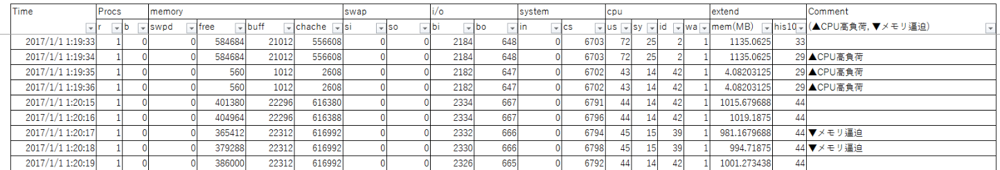 Time Procs memory swap i/o system cpu extend Comment
r b swpd free buff chache si so bi bo in cs us sy id wa mem(MB) his10 (▲CPU高負荷, ▼メモリ逼迫)
2017/1/1 1:19:33 1 0 0 584684 21012 556608 0 0 2184 648 0 6703 72 25 2 1 1135.0625 33
2017/1/1 1:19:34 1 0 0 584684 21012 556608 0 0 2184 648 0 6703 72 25 2 1 1135.0625 29 ▲CPU高負荷
2017/1/1 1:19:35 1 0 0 560 1012 2608 0 0 2182 647 0 6702 43 14 42 1 4.08203125 29 ▲CPU高負荷
2017/1/1 1:19:36 1 0 0 560 1012 2608 0 0 2182 647 0 6702 43 14 42 1 4.08203125 29 ▲CPU高負荷
2017/1/1 1:20:15 1 0 0 401380 22296 616380 0 0 2334 667 0 6791 44 14 42 1 1015.679688 44
2017/1/1 1:20:16 1 0 0 404964 22296 616388 0 0 2334 667 0 6796 44 14 42 1 1019.1875 44
2017/1/1 1:20:17 1 0 0 365412 22312 616992 0 0 2332 666 0 6794 45 15 39 1 981.1679688 44 ▼メモリ逼迫
2017/1/1 1:20:18 1 0 0 379288 22312 616992 0 0 2330 666 0 6798 45 15 39 1 994.71875 44 ▼メモリ逼迫
2017/1/1 1:20:19 1 0 0 386000 22312 616992 0 0 2326 665 0 6792 44 14 42 1 1001.273438 44